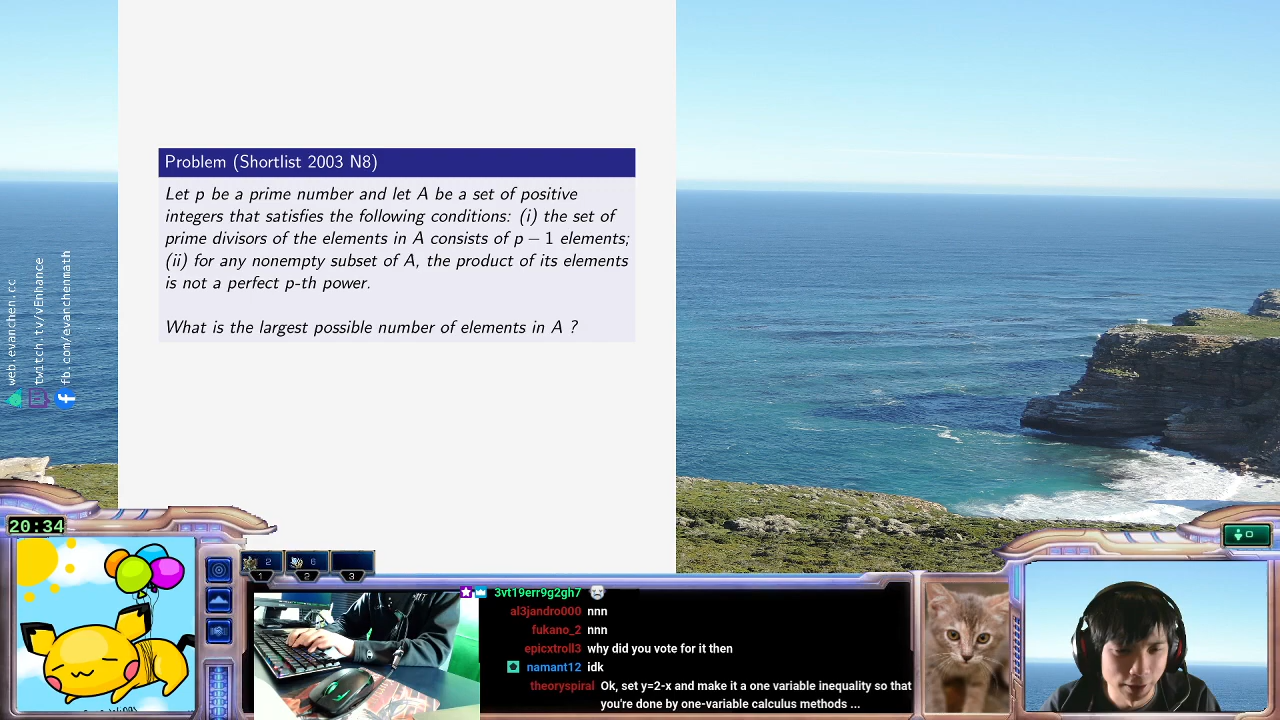 Problem (Shortlist 2003 N8)
Let p be a prime number and let A be a set of positive
integers that satisfies the following conditions: (i) the set of
prime divisors of the elements in A consists of p − 1 elements;
(ii) for any nonempty subset of A, the product of its elements
is not a perfect p-th power.
What is the largest possible number of elements in A ?
web.evanchen.cc
twitch.tv/vEnhance
fb.com/evanchenmath
20:34
2
6
1
2
3
3vt19err9g2gh7
al3jandro000 nnn
fukano_2 nnn
epicxtroll3 why did you vote for it then
namant12 idk
theoryspiral Ok, set y=2-x and make it a one variable inequality so that
you're done by one-variable calculus methods ...